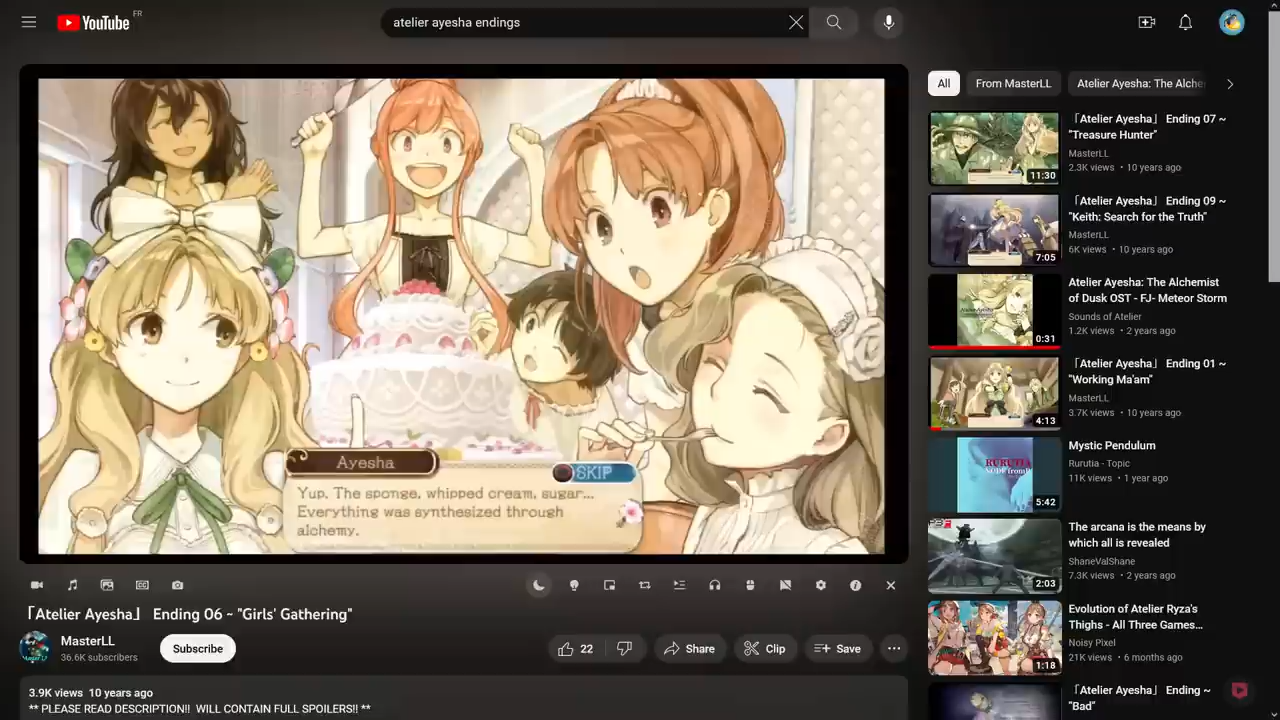 YouTube FR
atelier ayesha endings
Ayesha
SKIP
Yup. The sponge, whipped cream, sugar...
Everything was synthesized through
alchemy.
「Atelier Ayesha」 Ending 06 ~ "Girls' Gathering"
MasterLL
36.6K subscribers
Subscribe
22
Share
Clip
Save
3.9K views 10 years ago
** PLEASE READ DESCRIPTION!! WILL CONTAIN FULL SPOILERS!! **
All
From MasterLL
Atelier Ayesha: The Alche
「Atelier Ayesha」 Ending 07 ~
"Treasure Hunter"
MasterLL
2.3K views • 10 years ago
11:30
「Atelier Ayesha」 Ending 09 ~
"Keith: Search for the Truth"
MasterLL
6K views • 10 years ago
7:05
Atelier Ayesha: The Alchemist
of Dusk OST - FJ- Meteor Storm
Sounds of Atelier
1.2K views • 2 years ago
0:31
「Atelier Ayesha」 Ending 01 ~
"Working Ma'am"
MasterLL
3.7K views • 10 years ago
4:13
Mystic Pendulum
Rurutia - Topic
11K views • 1 year ago
RURUTIA
5:42
The arcana is the means by
which all is revealed
ShaneValShane
7.3K views • 2 years ago
2:03
Evolution of Atelier Ryza's
Thighs - All Three Games...
Noisy Pixel
21K views • 6 months ago
1:18
「Atelier Ayesha」 Ending ~
"Bad"